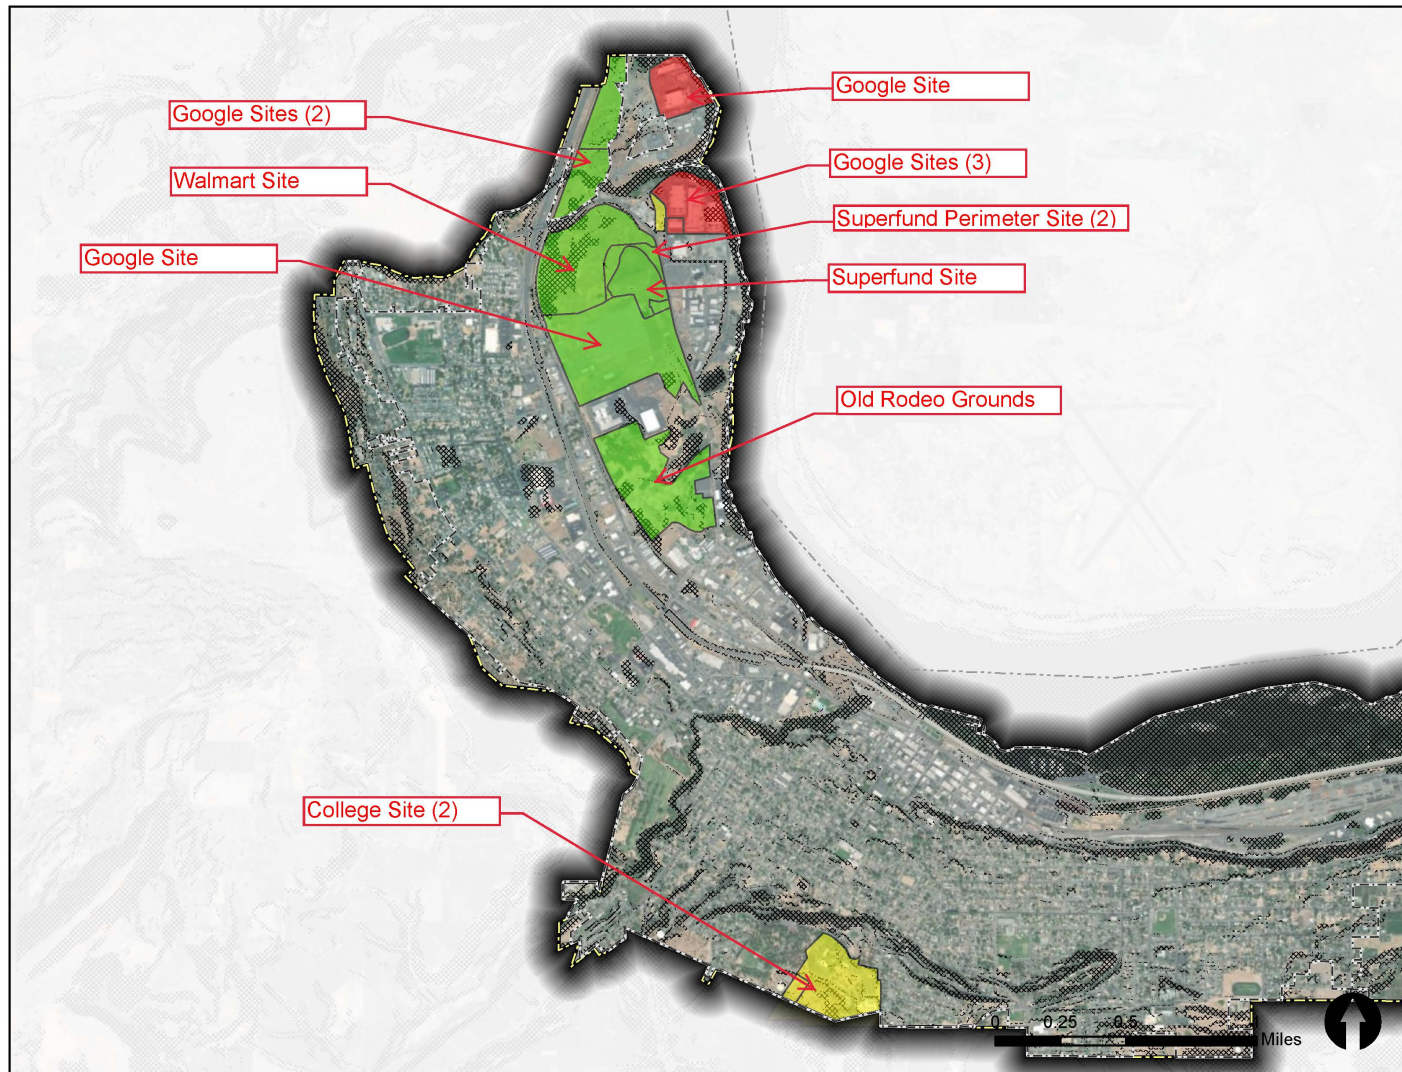 Google Site
Google Sites (2)
Google Sites (3)
Walmart Site
Superfund Perimeter Site (2)
Google Site
Superfund Site
Old Rodeo Grounds
College Site (2)
0 0.25 0.5
Miles